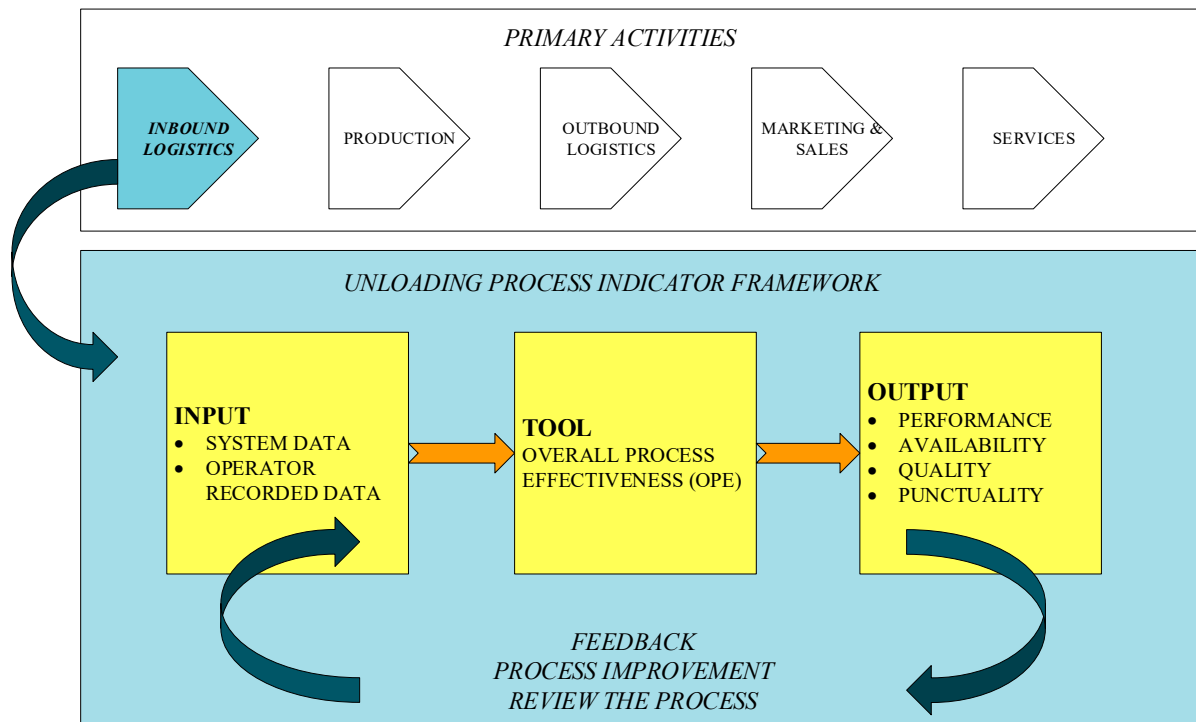 PRIMARY ACTIVITIES
INBOUND
LOGISTICS
PRODUCTION
OUTBOUND
LOGISTICS
MARKETING &
SALES
SERVICES
UNLOADING PROCESS INDICATOR FRAMEWORK
INPUT
• SYSTEM DATA
• OPERATOR
RECORDED DATA
TOOL
OVERALL PROCESS
EFFECTIVENESS (OPE)
OUTPUT
• PERFORMANCE
• AVAILABILITY
• QUALITY
• PUNCTUALITY
FEEDBACK
PROCESS IMPROVEMENT
REVIEW THE PROCESS